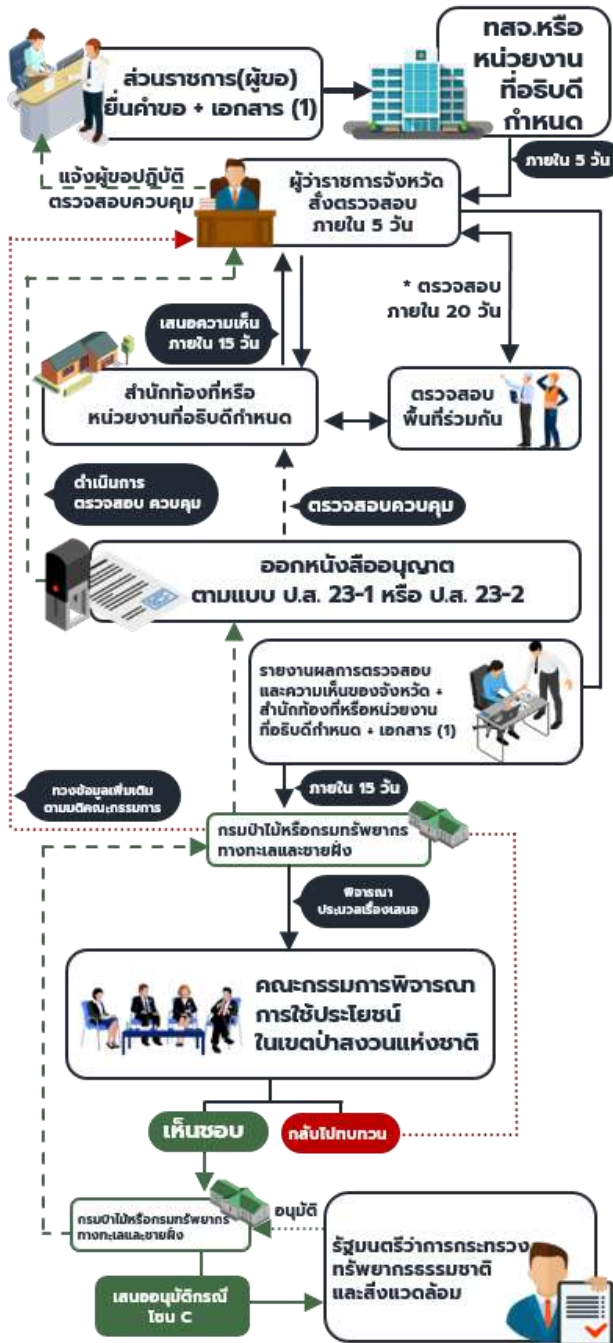 ส่วนราชการ(ผู้ขอ)
ยื่นคำขอ + เอกสาร (1)
ทสจ.หรือ
หน่วยงาน
ที่อธิบดี
กำหนด
ภายใน 5 วัน
แจ้งผู้ขอปฏิบัติ
ตรวจสอบควบคุม
ผู้ว่าราชการจังหวัด
สั่งตรวจสอบ
ภายใน 5 วัน
* ตรวจสอบ
ภายใน 20 วัน
เสนอความเห็น
ภายใน 15 วัน
สำนักท้องที่หรือ
หน่วยงานที่อธิบดีกำหนด
ตรวจสอบ
พื้นที่ร่วมกัน
ดำเนินการ
ตรวจสอบ ควบคุม
ตรวจสอบควบคุม
ออกหนังสืออนุญาต
ตามแบบ ป.ส. 23-1 หรือ ป.ส. 23-2
รายงานผลการตรวจสอบ
และความเห็นของจังหวัด +
สำนักท้องที่หรือหน่วยงาน
ที่อธิบดีกำหนด + เอกสาร (1)
ภายใน 15 วัน
ทวงข้อมูลเพิ่มเติม
ตามมติคณะกรรมการ
กรมป่าไม้หรือกรมทรัพยากร
ทางทะเลและชายฝั่ง
พิจารณา
ประมวลเรื่องเสนอ
คณะกรรมการพิจารณา
การใช้ประโยชน์
ในเขตป่าสงวนแห่งชาติ
เห็นชอบ
กลับไปทบทวน
กรมป่าไม้หรือกรมทรัพยากร
ทางทะเลและชายฝั่ง
อนุมัติ
รัฐมนตรีว่าการกระทรวง
ทรัพยากรธรรมชาติ
และสิ่งแวดล้อม
เสนออนุมัติกรณี
โซน C